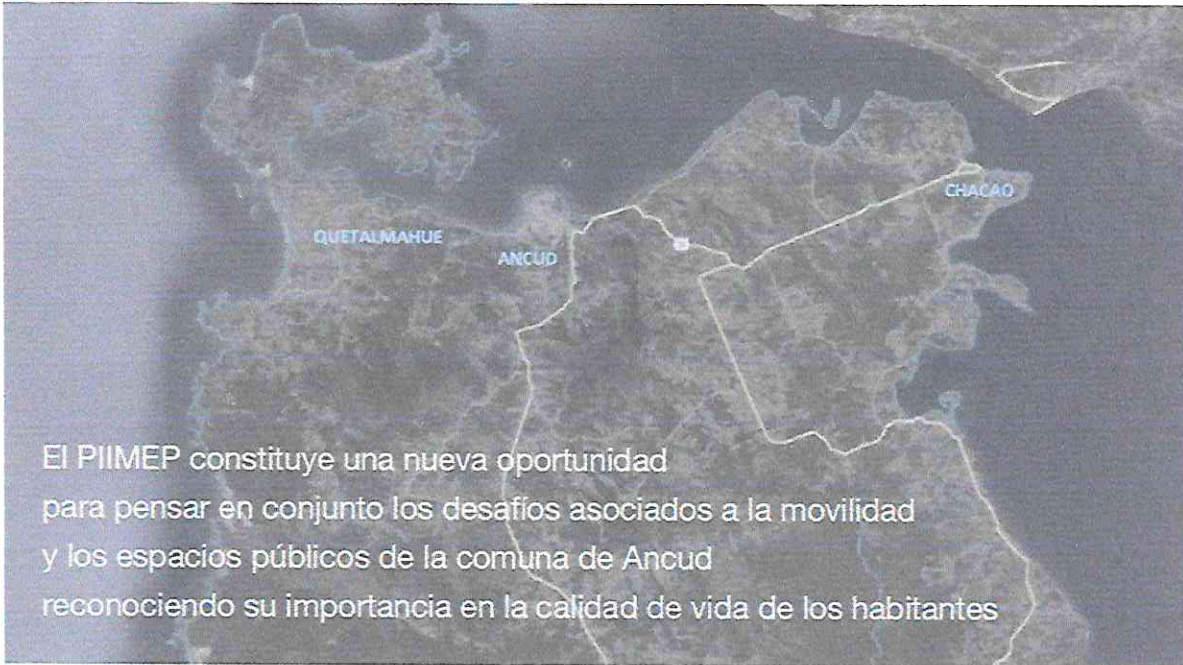 CHACAO
QUETALMAHUE
ANCUD
El PIIMEP constituye una nueva oportunidad
para pensar en conjunto los desafíos asociados a la movilidad
y los espacios públicos de la comuna de Ancud
reconociendo su importancia en la calidad de vida de los habitantes